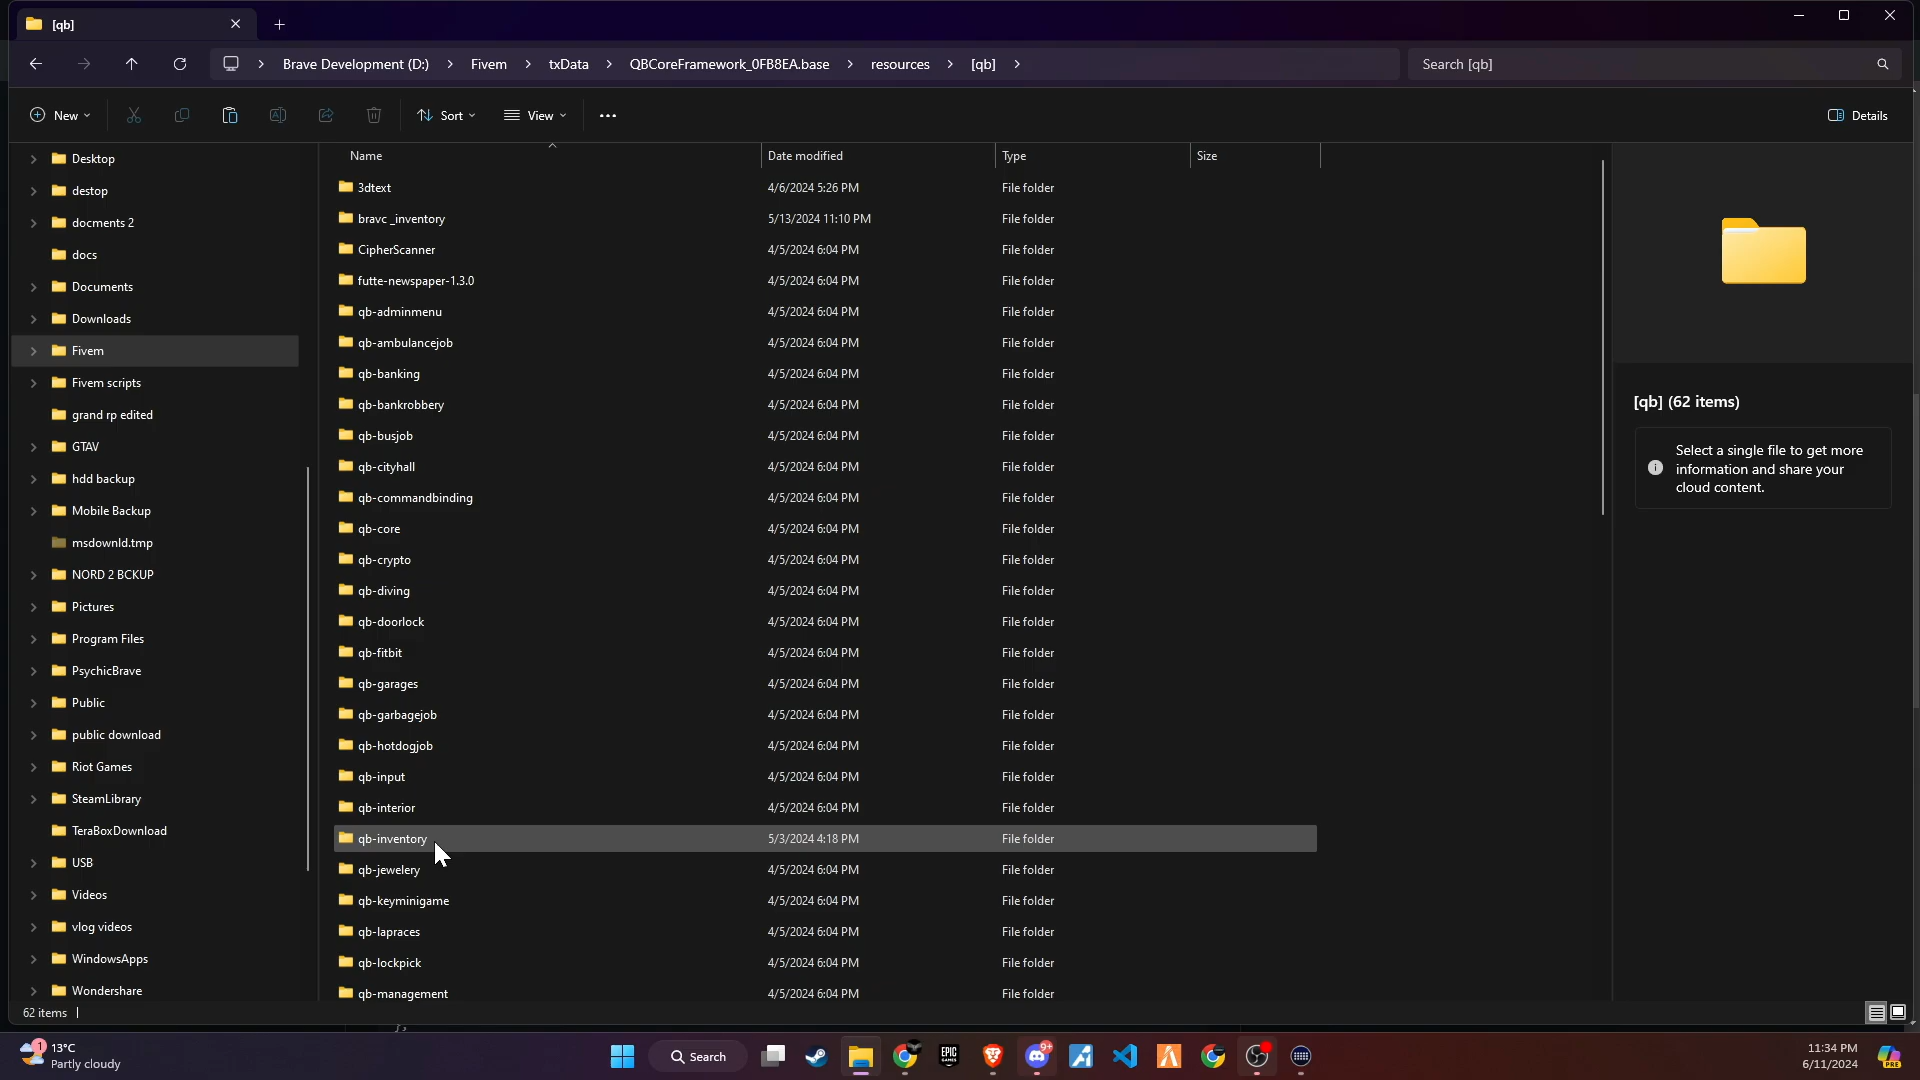 [qb]
Brave Development (D:) Fivem txData QBCoreFramework_0FB8EA.base resources [qb]
Search [qb]
New Sort View Details
Desktop
destop
docments 2
docs
Documents
Downloads
Fivem
Fivem scripts
grand rp edited
GTAV
hdd backup
Mobile Backup
msdownld.tmp
NORD 2 BCKUP
Pictures
Program Files
PsychicBrave
Public
public download
Riot Games
SteamLibrary
TeraBoxDownload
USB
Videos
vlog videos
WindowsApps
Wondershare
Name Date modified Type Size
3dtext 4/6/2024 5:26 PM File folder
bravc _inventory 5/13/2024 11:10 PM File folder
CipherScanner 4/5/2024 6:04 PM File folder
futte-newspaper-1.3.0 4/5/2024 6:04 PM File folder
qb-adminmenu 4/5/2024 6:04 PM File folder
qb-ambulancejob 4/5/2024 6:04 PM File folder
qb-banking 4/5/2024 6:04 PM File folder
qb-bankrobbery 4/5/2024 6:04 PM File folder
qb-busjob 4/5/2024 6:04 PM File folder
qb-cityhall 4/5/2024 6:04 PM File folder
qb-commandbinding 4/5/2024 6:04 PM File folder
qb-core 4/5/2024 6:04 PM File folder
qb-crypto 4/5/2024 6:04 PM File folder
qb-diving 4/5/2024 6:04 PM File folder
qb-doorlock 4/5/2024 6:04 PM File folder
qb-fitbit 4/5/2024 6:04 PM File folder
qb-garages 4/5/2024 6:04 PM File folder
qb-garbagejob 4/5/2024 6:04 PM File folder
qb-hotdogjob 4/5/2024 6:04 PM File folder
qb-input 4/5/2024 6:04 PM File folder
qb-interior 4/5/2024 6:04 PM File folder
qb-inventory 5/3/2024 4:18 PM File folder
qb-jewelery 4/5/2024 6:04 PM File folder
qb-keyminigame 4/5/2024 6:04 PM File folder
qb-lapraces 4/5/2024 6:04 PM File folder
qb-lockpick 4/5/2024 6:04 PM File folder
qb-management 4/5/2024 6:04 PM File folder
[qb] (62 items)
Select a single file to get more
information and share your
cloud content.
62 items
1
13°C
Partly cloudy
Search
EPIC
GAMES
9+
11:34 PM
6/11/2024
PRE